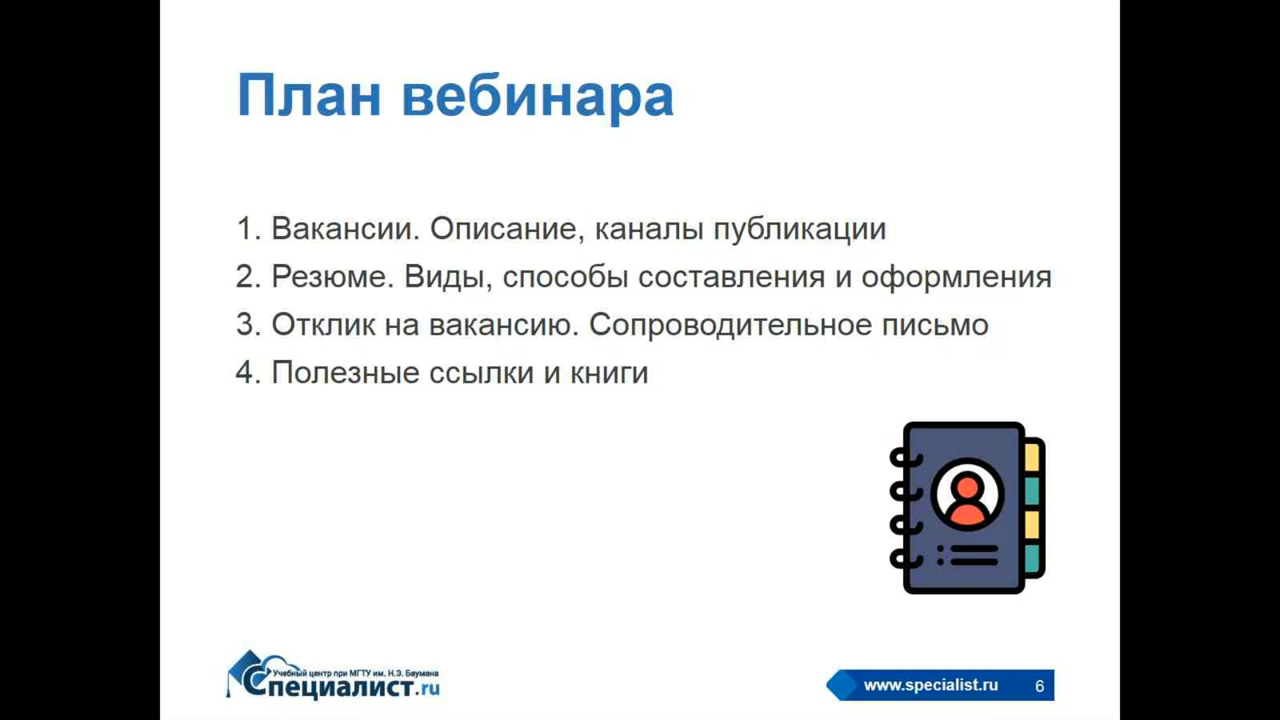 План вебинара
1. Вакансии. Описание, каналы публикации
2. Резюме. Виды, способы составления и оформления
3. Отклик на вакансию. Сопроводительное письмо
4. Полезные ссылки и книги
Учебный центр при МГТУ им. Н.Э. Баумана
Специалист.ru
www.specialist.ru 6